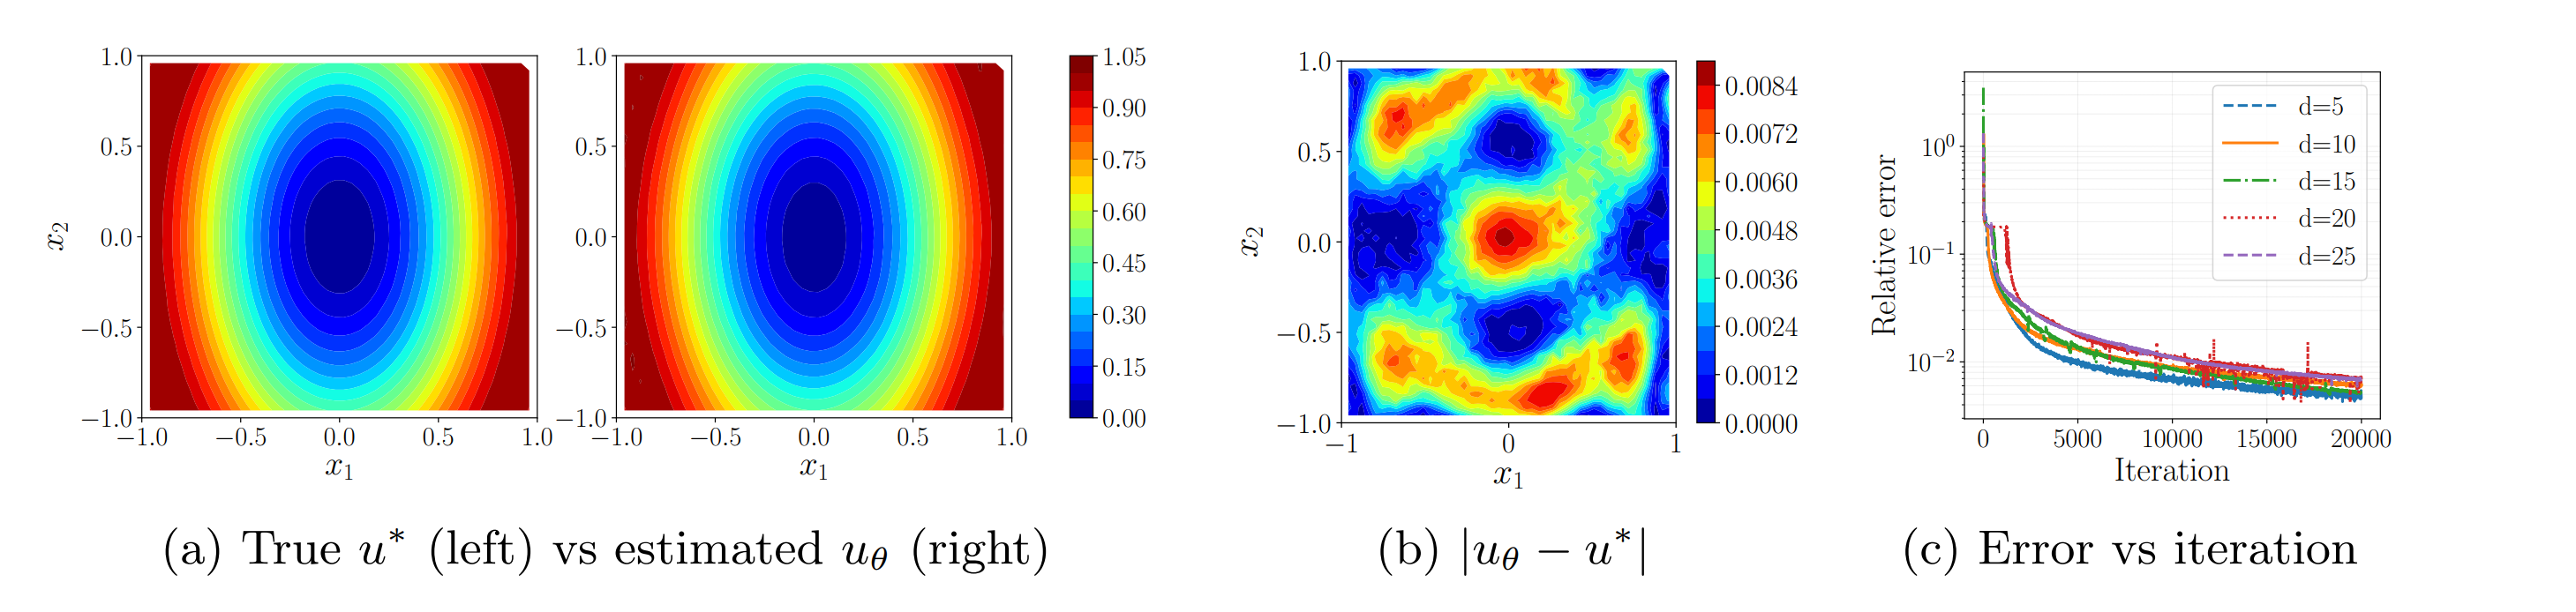 1.0
0.5
0.0
−0.5
−1.0
x₂
−1.0 −0.5 0.0 0.5 1.0
x₁
1.0
0.5
0.0
−0.5
−1.0
−1.0 −0.5 0.0 0.5 1.0
x₁
1.05
0.90
0.75
0.60
0.45
0.30
0.15
0.00
(a) True u* (left) vs estimated u_θ (right)
1.0
0.5
0.0
−0.5
−1.0
x₂
−1 0 1
x₁
0.0084
0.0072
0.0060
0.0048
0.0036
0.0024
0.0012
0.0000
(b) |u_θ − u*|
Relative error
10⁰
10⁻¹
10⁻²
d=5
d=10
d=15
d=20
d=25
0 5000 10000 15000 20000
Iteration
(c) Error vs iteration